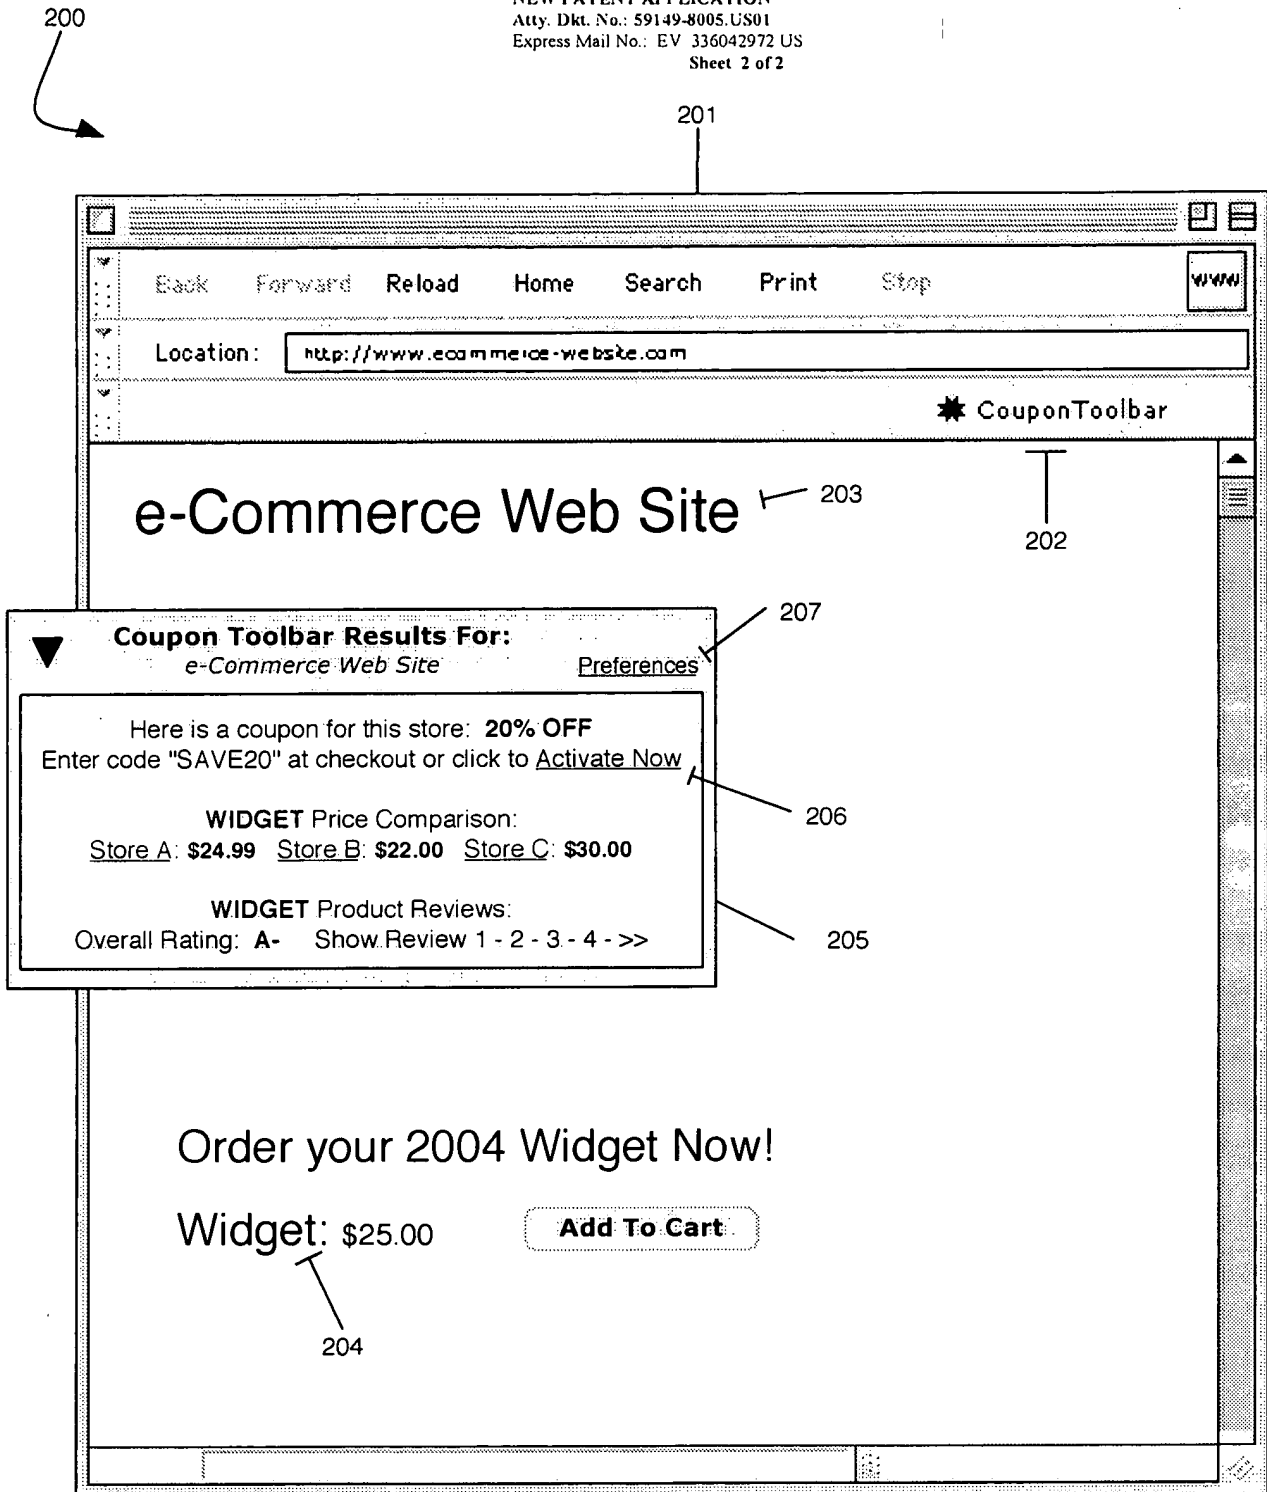 200
NEW PATENT APPLICATION
Atty. Dkt. No.: 59149-8005.US01
Express Mail No.: EV 336042972 US
Sheet 2 of 2
201
Back Forward Reload Home Search Print Stop
WWW
Location: http://www.ecommerce-website.com
CouponToolbar
e-Commerce Web Site
203
202
207
Coupon Toolbar Results For:
e-Commerce Web Site Preferences
Here is a coupon for this store: 20% OFF
Enter code "SAVE20" at checkout or click to Activate Now
206
WIDGET Price Comparison:
Store A: $24.99 Store B: $22.00 Store C: $30.00
WIDGET Product Reviews:
Overall Rating: A- Show Review 1 - 2 - 3 - 4 - >>
205
Order your 2004 Widget Now!
Widget: $25.00 Add To Cart
204